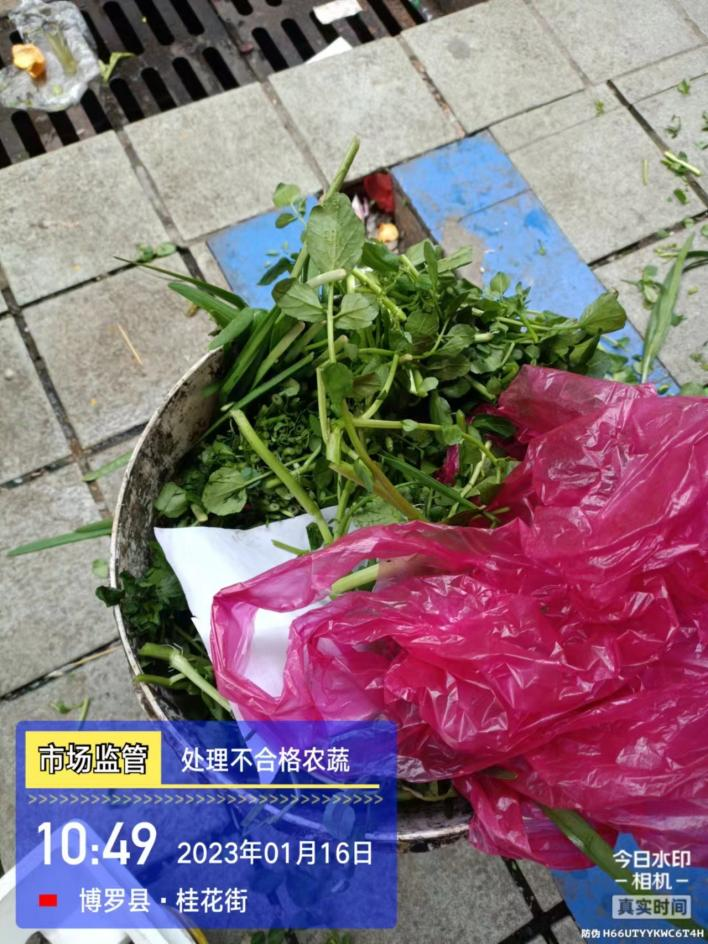 市场监管 处理不合格农蔬
10:49 2023年01月16日
博罗县·桂花街
今日水印
相机
真实时间
防伪 H66UTYYKWC6T4H